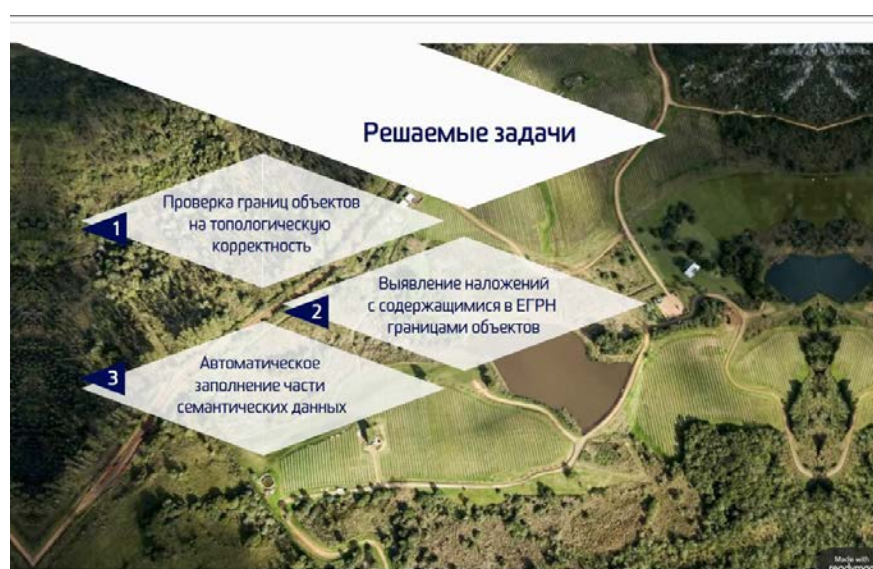 Решаемые задачи
1
Проверка границ объектов
на топологическую
корректность
2
Выявление наложений
с содержащимися в ЕГРН
границами объектов
3
Автоматическое
заполнение части
семантических данных
Made with
readymag